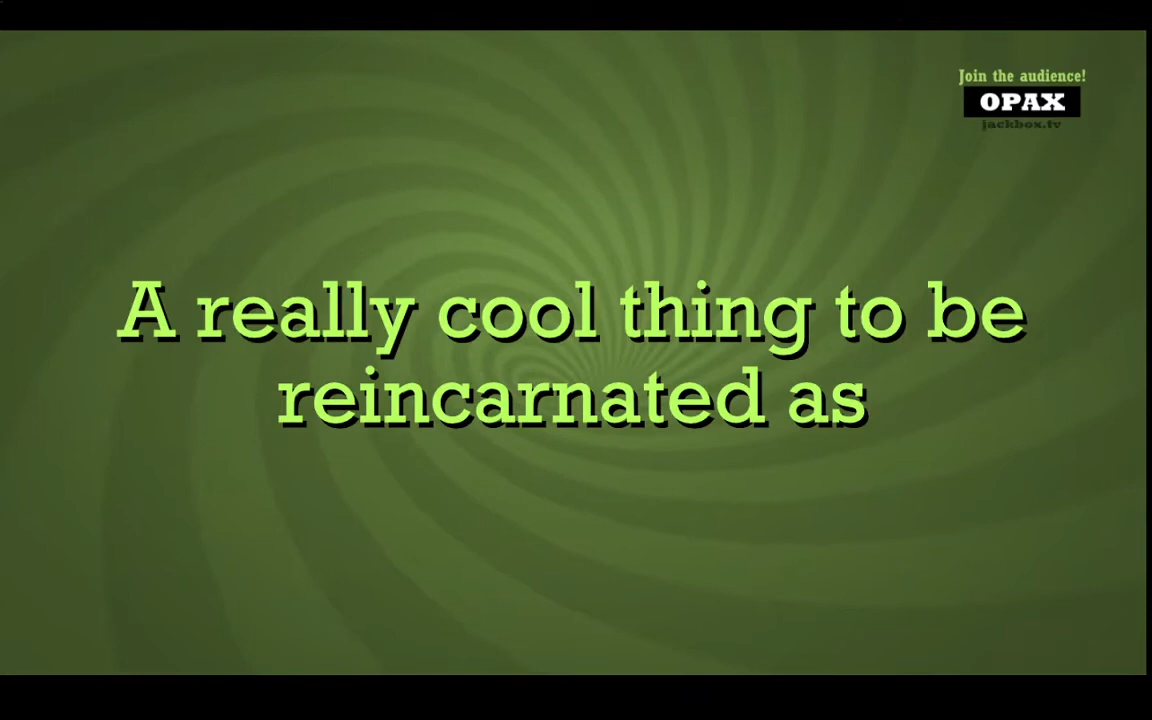 Join the audience!
OPAX
jackbox.tv
A really cool thing to be
reincarnated as